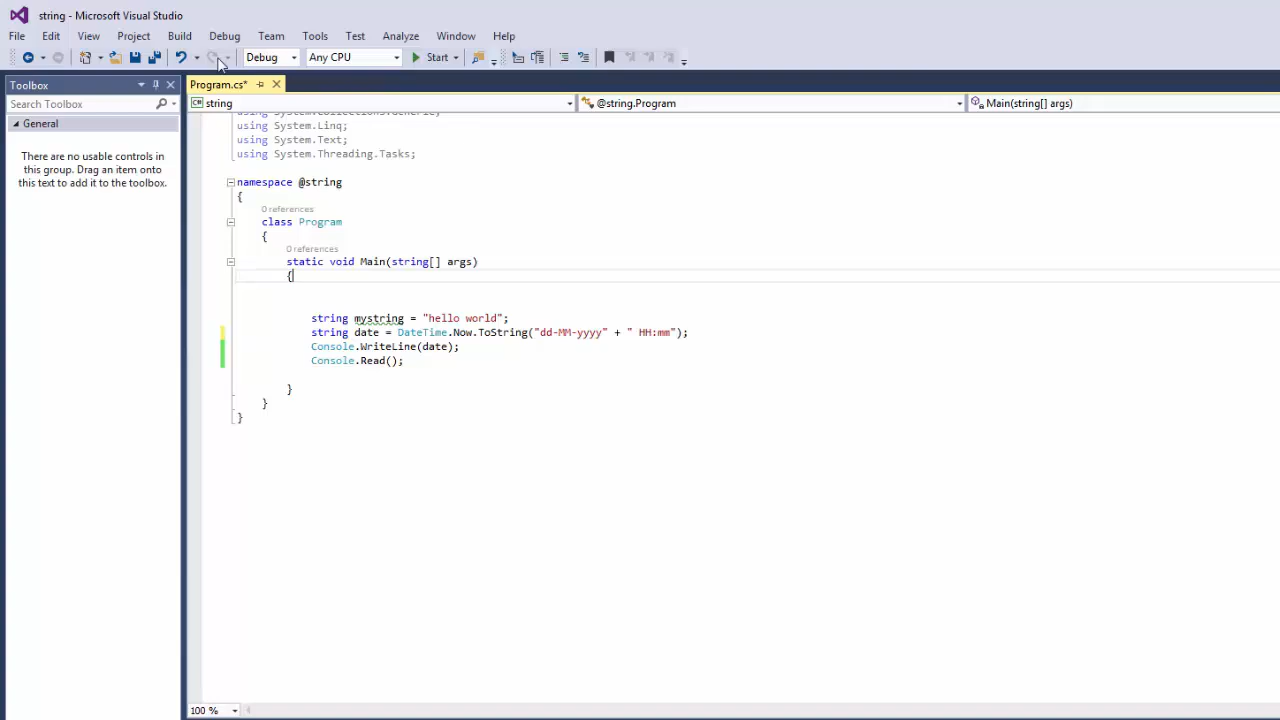 string - Microsoft Visual Studio
File Edit View Project Build Debug Team Tools Test Analyze Window Help
Debug Any CPU Start
Toolbox
Program.cs*
Search Toolbox
string @string.Program Main(string[] args)
General
There are no usable controls in
this group. Drag an item onto
this text to add it to the toolbox.
using System.Collections.Generic;
using System.Linq;
using System.Text;
using System.Threading.Tasks;
namespace @string
{
0 references
class Program
{
0 references
static void Main(string[] args)
{
string mystring = "hello world";
string date = DateTime.Now.ToString("dd-MM-yyyy" + " HH:mm");
Console.WriteLine(date);
Console.Read();
}
}
}
100 %